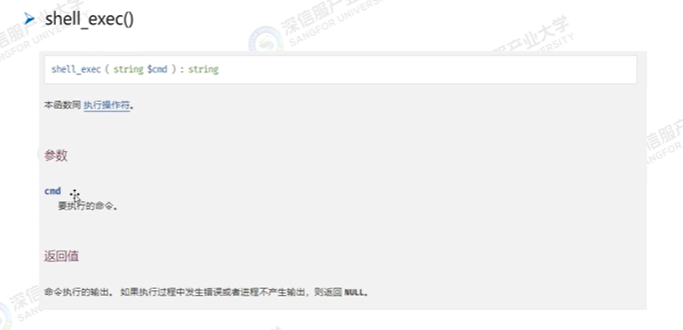 shell_exec()
shell_exec ( string $cmd ) : string
本函数同 执行操作符。
参数
cmd
要执行的命令。
返回值
命令执行的输出。 如果执行过程中发生错误或者进程不产生输出，则返回 NULL。
深信服产业大学
SANGFOR UNIVERSITY